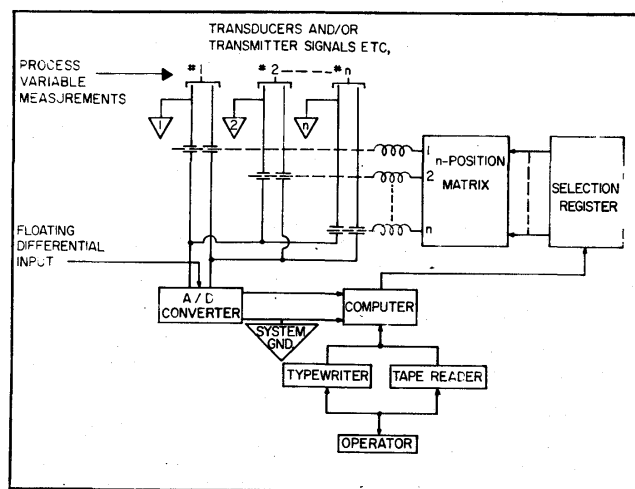 TRANSDUCERS AND/OR
TRANSMITTER SIGNALS ETC,
PROCESS
VARIABLE
MEASUREMENTS
#1
#2
#n
1
2
n
1
2
n
n-POSITION
MATRIX
SELECTION
REGISTER
FLOATING
DIFFERENTIAL
INPUT
A/D
CONVERTER
COMPUTER
SYSTEM
GND.
TYPEWRITER
TAPE READER
OPERATOR